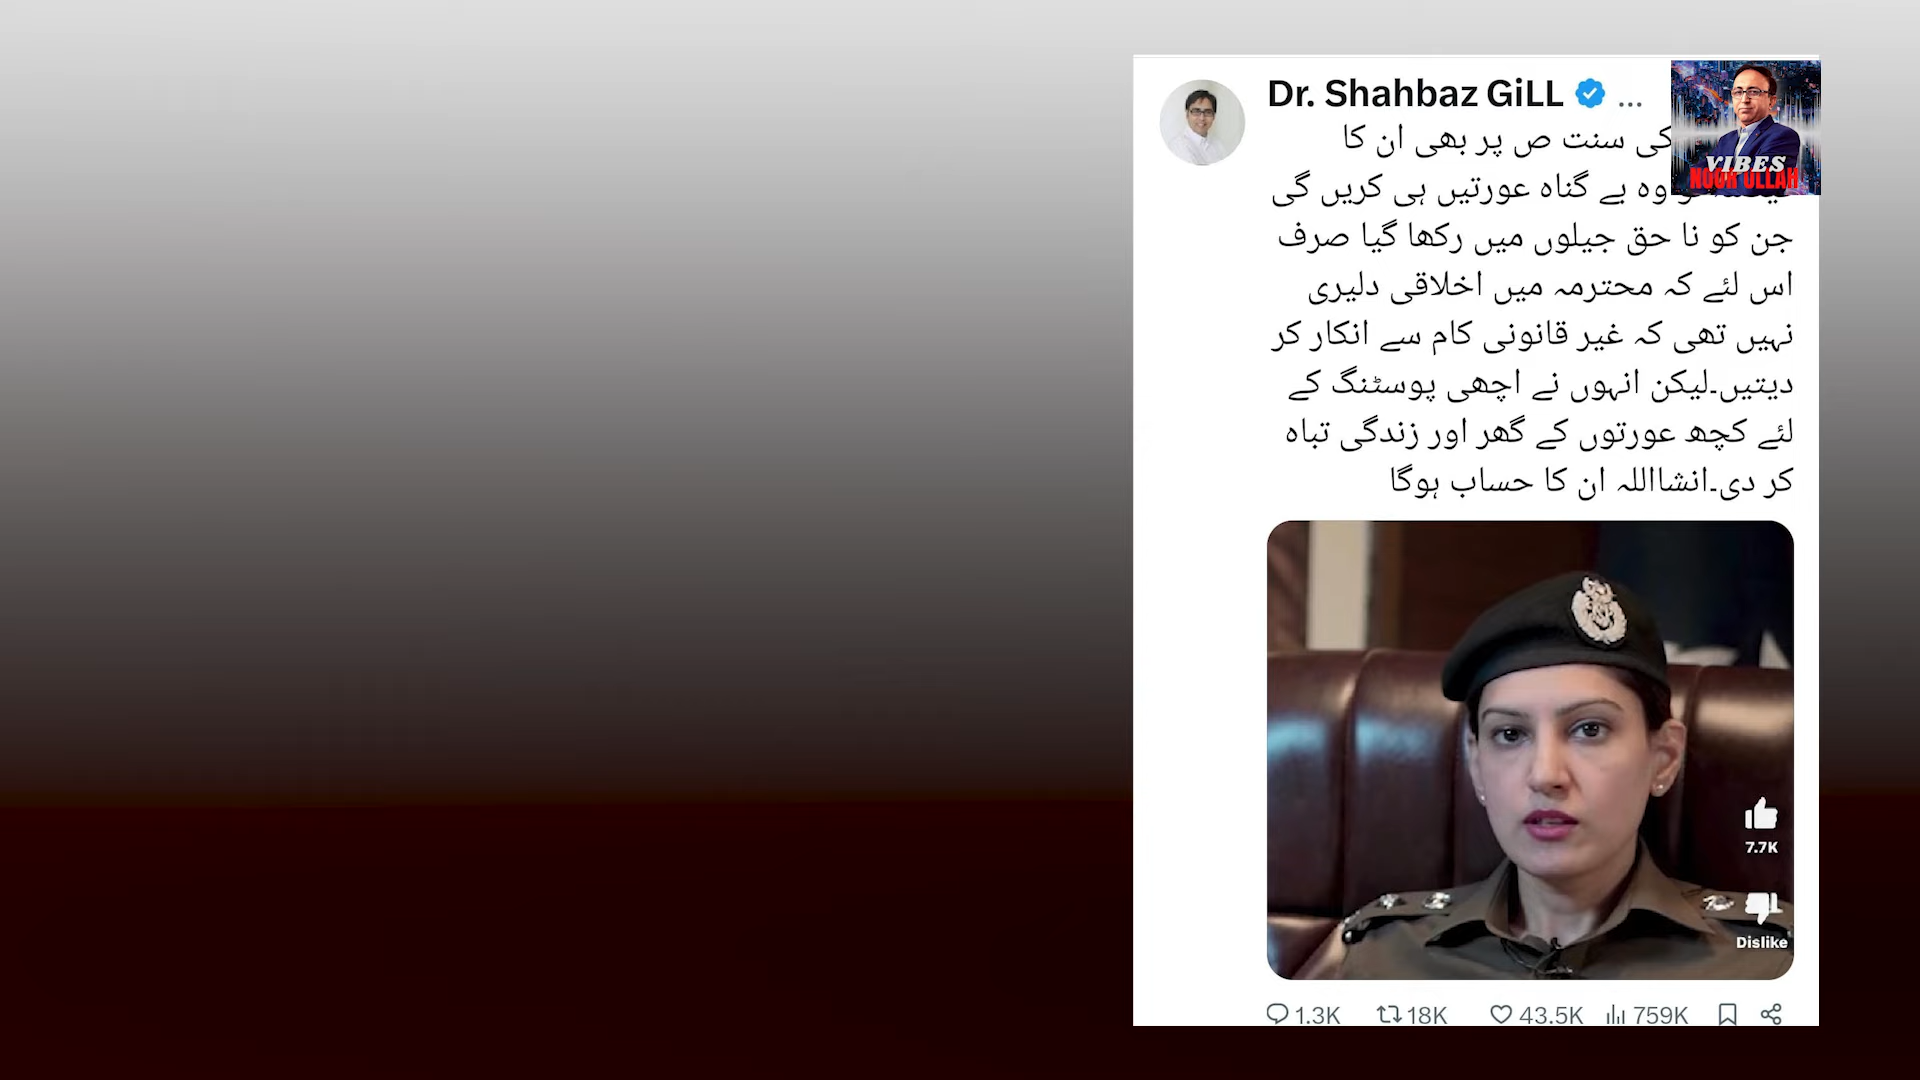 Dr. Shahbaz GiLL ...
کی سنت ص پر بھی ان کا
وہ بے گناہ عورتیں ہی کریں گی
جن کو نا حق جیلوں میں رکھا گیا صرف
اس لئے کہ محترمہ میں اخلاقی دلیری
نہیں تھی کہ غیر قانونی کام سے انکار کر
دیتیں۔لیکن انہوں نے اچھی پوسٹنگ کے
لئے کچھ عورتوں کے گھر اور زندگی تباہ
کر دی۔انشااللہ ان کا حساب ہوگا
VIBES
NOOR ULLAH
7.7K
Dislike
1.3K 18K 43.5K 759K